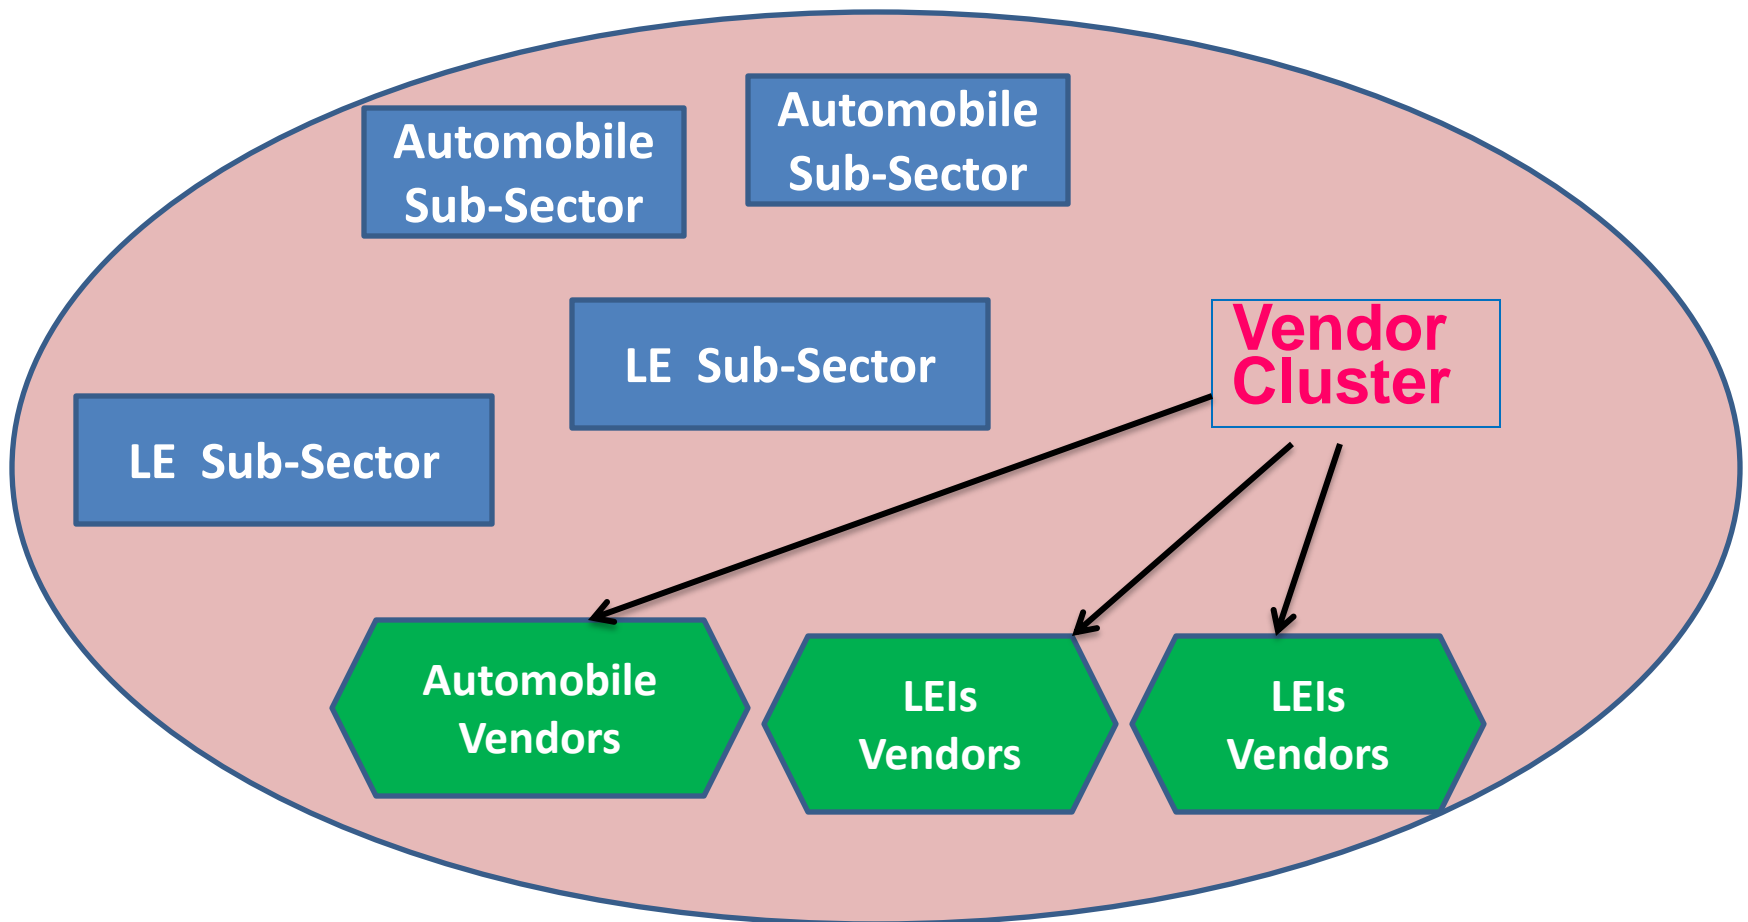 Automobile
Sub-Sector
Automobile
Sub-Sector
LE  Sub-Sector
Vendor
Cluster
LE  Sub-Sector
Automobile
Vendors
LEIs
Vendors
LEIs
Vendors